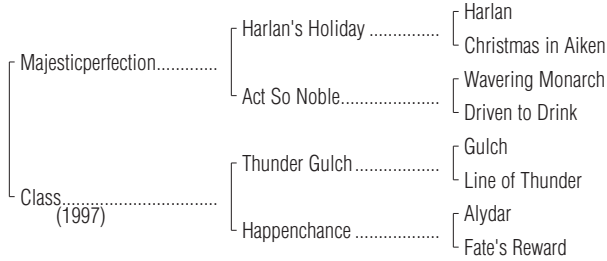 Harlan
Harlan's Holiday ...............
Christmas in Aiken
Majesticperfection.............
Wavering Monarch
Act So Noble.....................
Driven to Drink
Gulch
Thunder Gulch ..................
Line of Thunder
Class.................................
(1997)
Alydar
Happenchance ..................
Fate's Reward